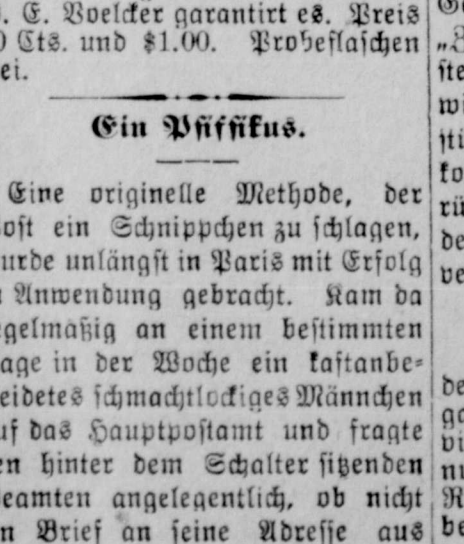 . E. Voelcker garantirt es. Preis
0 Cts. und $1.00. Probeflaschen
ei.
Ein Pfiffikus.
Eine originelle Methode, der
ost ein Schnippchen zu schlagen,
urde unlängst in Paris mit Erfolg
Anwendung gebracht. Kam da
gelmäßig an einem bestimmten
age in der Woche ein kaftanbe-
eidetes schmachtlockiges Männchen
uf das Hauptpostamt und fragte
en hinter dem Schalter sitzenden
eamten angelegentlich, ob nicht
n Brief an seine Adresse aus